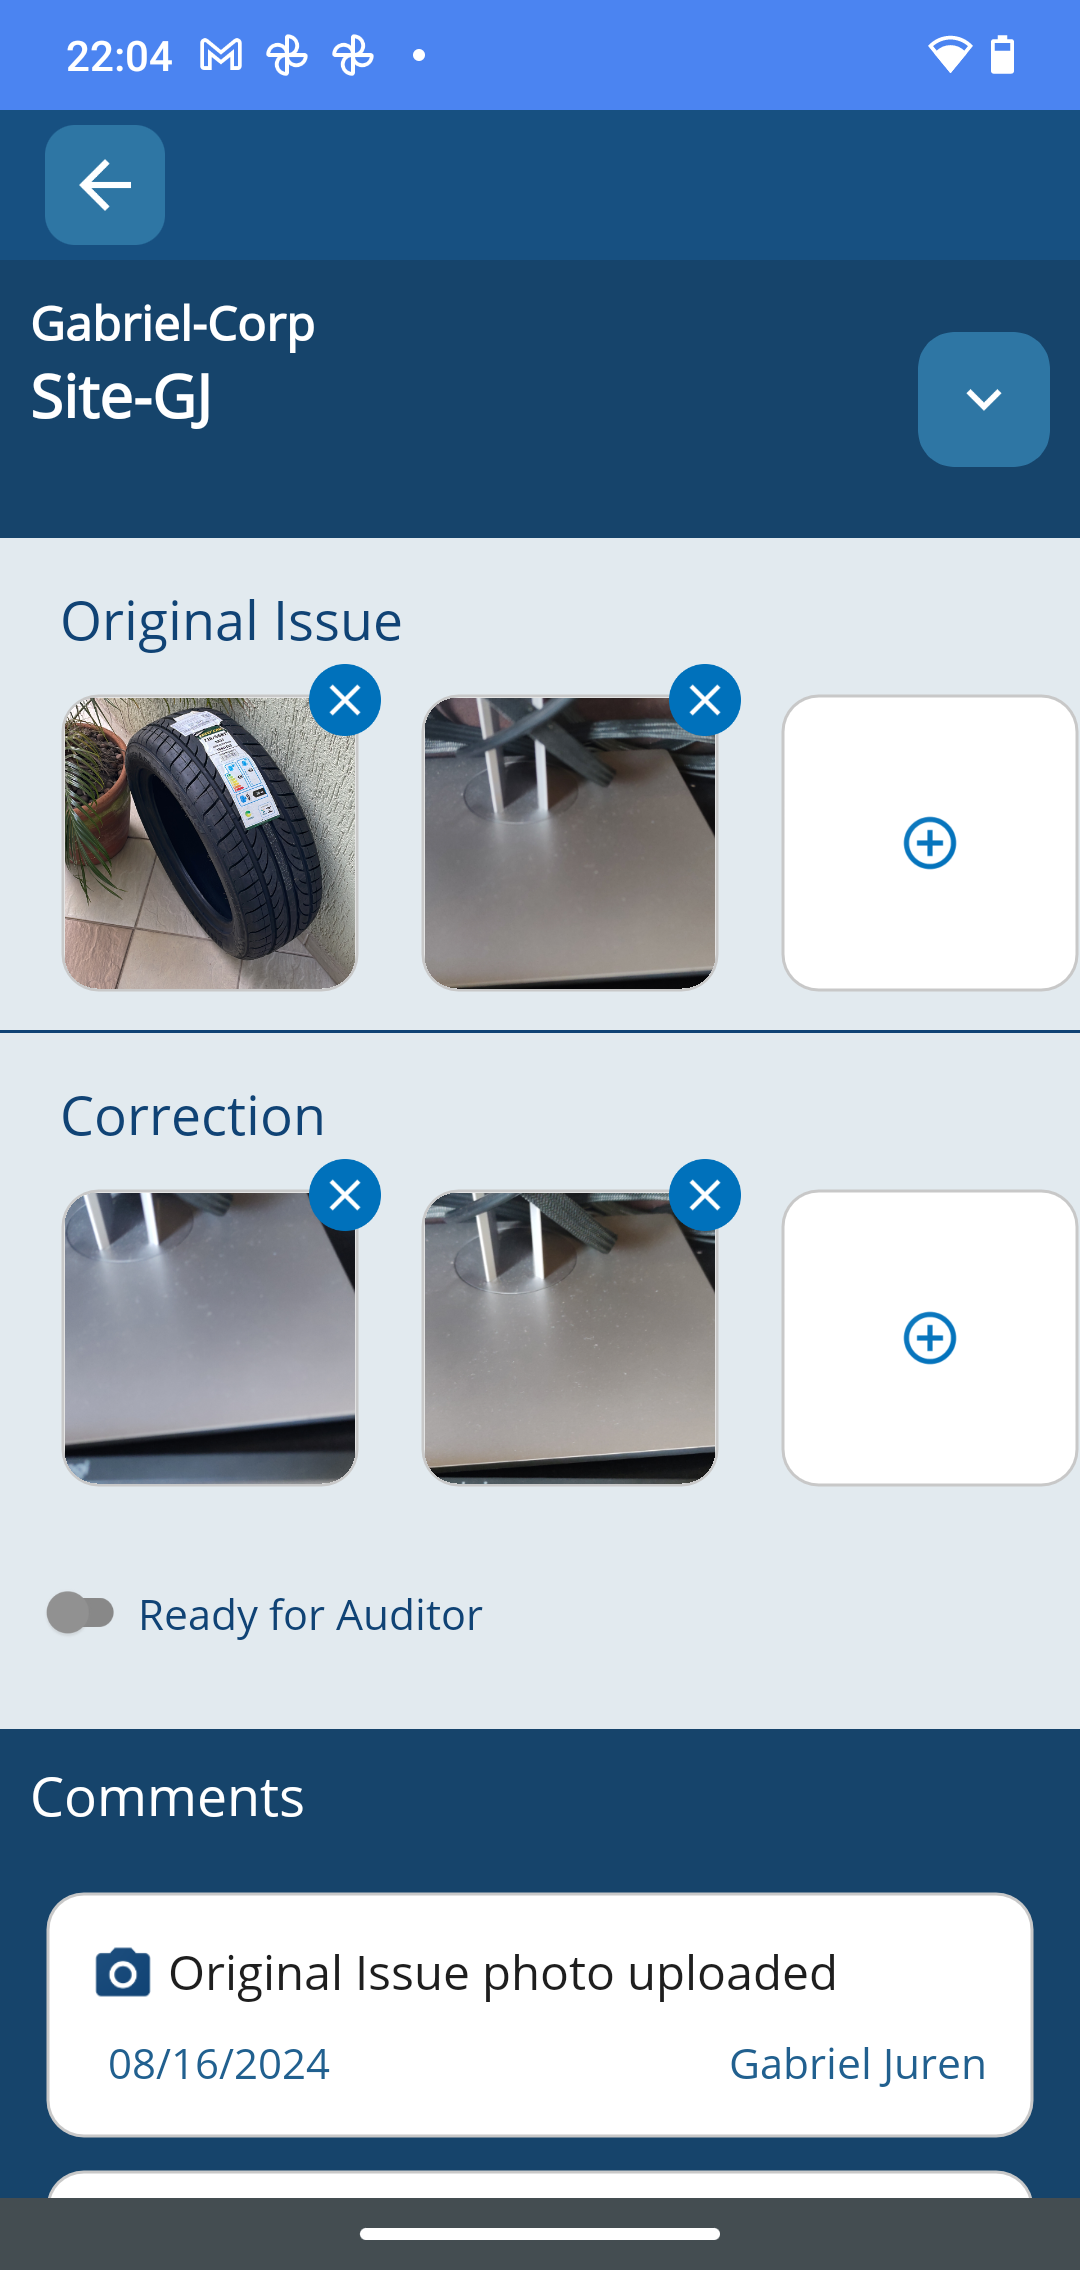 22:04
Gabriel-Corp
Site-GJ
Original Issue
Correction
Ready for Auditor
Comments
Original Issue photo uploaded
08/16/2024 Gabriel Juren